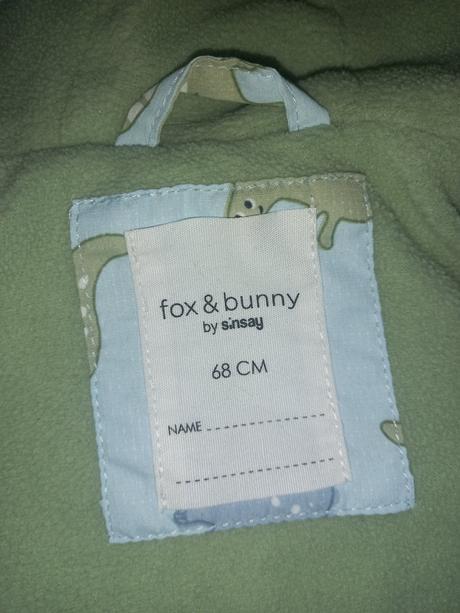 fox & bunny
by sinsay
68 CM
NAME